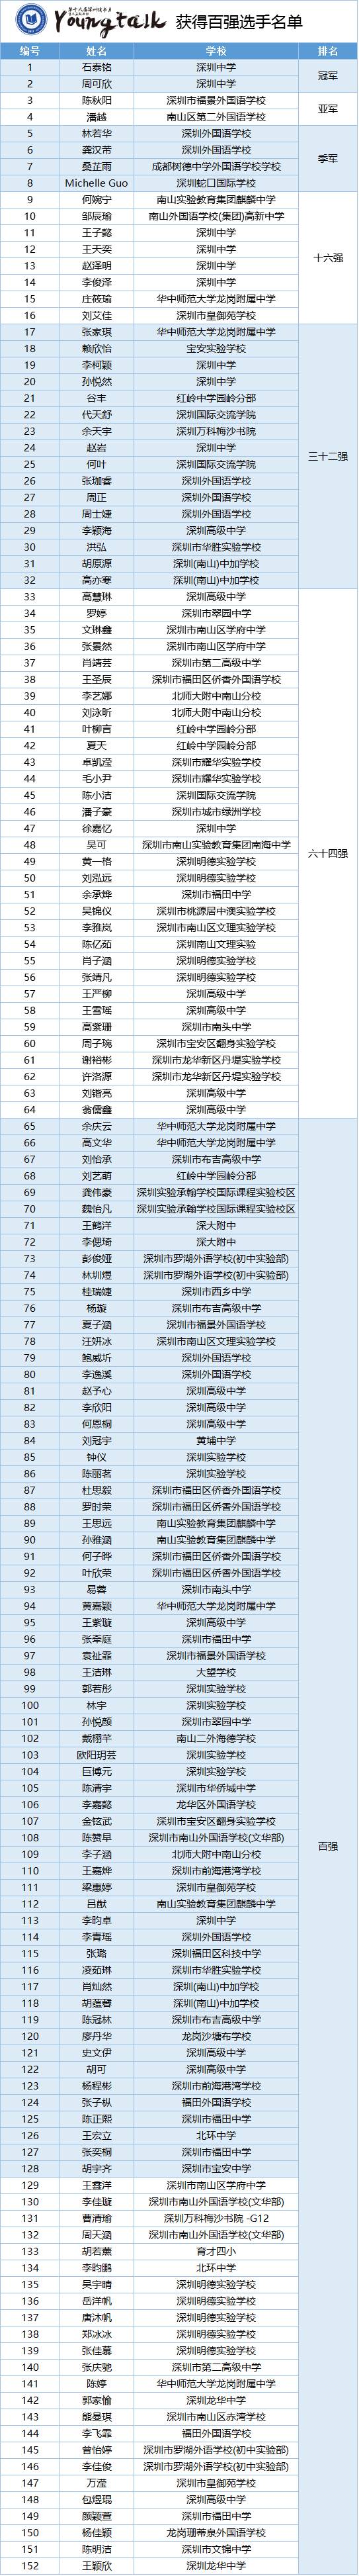 第十八届深圳读书月
Young talk 获得百强选手名单
编号 姓名 学校 排名
1 石泰铭 深圳中学 冠军
2 周可欣 深圳中学
3 陈秋阳 深圳市福景外国语学校 亚军
4 潘越 南山区第二外国语学校
5 林若华 深圳外国语学校 季军
6 龚汉芾 深圳外国语学校
7 桑芷雨 成都树德中学外国语学校学校
8 Michelle Guo 深圳蛇口国际学校
9 何婉宁 南山实验教育集团麒麟中学 十六强
10 邹辰瑜 南山外国语学校(集团)高新中学
11 王子懿 深圳中学
12 王天奕 深圳中学
13 赵泽明 深圳中学
14 李俊泽 深圳中学
15 庄莜瑜 华中师范大学龙岗附属中学
16 刘艾佳 深圳市皇御苑学校
17 张家琪 华中师范大学龙岗附属中学 三十二强
18 赖欣怡 宝安实验学校
19 李柯颖 深圳中学
20 孙悦然 深圳中学
21 谷丰 红岭中学园岭分部
22 代天舒 深圳国际交流学院
23 余天宇 深圳万科梅沙书院
24 赵岩 深圳中学
25 何叶 深圳国际交流学院
26 张珈睿 深圳外国语学校
27 周正 深圳外国语学校
28 周士婕 深圳外国语学校
29 李颖海 深圳高级中学
30 洪弘 深圳市华胜实验学校
31 胡原源 深圳(南山)中加学校
32 高亦寒 深圳(南山)中加学校
33 高慧琳 深圳高级中学 六十四强
34 罗婷 深圳市翠园中学
35 文琳鑫 深圳市南山区学府中学
36 张景然 深圳市南山区学府中学
37 肖婧芸 深圳市第二高级中学
38 王圣辰 深圳市福田区侨香外国语学校
39 李艺娜 北师大附中南山分校
40 刘泳昕 北师大附中南山分校
41 叶柳言 红岭中学园岭分部
42 夏天 红岭中学园岭分部
43 卓凯滢 深圳市耀华实验学校
44 毛小尹 深圳市耀华实验学校
45 陈小洁 深圳国际交流学院
46 潘子豪 深圳市城市绿洲学校
47 徐嘉忆 深圳中学
48 吴可 深圳市南山实验教育集团南海中学
49 黄一格 深圳明德实验学校
50 刘泓远 深圳明德实验学校
51 余承烨 深圳市福田中学
52 吴锦仪 深圳市桃源居中澳实验学校
53 李雅岚 深圳市南山区文理实验学校
54 陈亿茹 深圳南山文理实验
55 肖子涵 深圳明德实验学校
56 张靖凡 深圳明德实验学校
57 王严柳 深圳高级中学
58 王雪瑶 深圳高级中学
59 高紫珊 深圳市南头中学
60 周子琬 深圳市宝安区翻身实验学校
61 谢裕彬 深圳市龙华新区丹堤实验学校
62 许洛源 深圳市龙华新区丹堤实验学校
63 刘锴亮 深圳高级中学
64 翁儒鑫 深圳高级中学
65 余庆云 华中师范大学龙岗附属中学 百强
66 高文华 华中师范大学龙岗附属中学
67 刘怡承 深圳市布吉高级中学
68 刘艺萌 红岭中学园岭分部
69 龚伟豪 深圳实验承翰学校国际课程实验校区
70 魏怡凡 深圳实验承翰学校国际课程实验校区
71 王鹤洋 深大附中
72 李偲琦 深大附中
73 彭俊娅 深圳市罗湖外语学校(初中实验部)
74 林圳煜 深圳市罗湖外语学校(初中实验部)
75 桂瑞婕 深圳市西乡中学
76 杨璇 深圳市布吉高级中学
77 夏子涵 深圳市福景外国语学校
78 汪妍冰 深圳市南山区文理实验学校
79 鲍威圻 深圳外国语学校
80 李逸溪 深圳外国语学校
81 赵予心 深圳高级中学
82 李欣阳 深圳高级中学
83 何恩桐 深圳高级中学
84 刘冠宇 黄埔中学
85 钟仪 深圳实验学校
86 陈丽茗 深圳实验学校
87 杜思毅 深圳市福田区侨香外国语学校
88 罗时荣 深圳市福田区侨香外国语学校
89 王思远 南山实验教育集团麒麟中学
90 孙雅涵 南山实验教育集团麒麟中学
91 何子晔 深圳市福田区侨香外国语学校
92 叶欣荣 深圳市福田区侨香外国语学校
93 易蓉 深圳市南头中学
94 黄嘉颖 华中师范大学龙岗附属中学
95 王紫璇 深圳高级中学
96 张牵庭 深圳市福田中学
97 袁祉霏 深圳市福景外国语学校
98 王洁琳 大望学校
99 郭若彤 深圳实验学校
100 林宇 深圳实验学校
101 孙悦颜 深圳市翠园中学
102 戴栩芊 南山二外海德学校
103 欧阳玥芸 深圳实验学校
104 巨博元 深圳实验学校
105 陈清宇 深圳市华侨城中学
106 李嘉懿 龙华区外国语学校
107 金铉武 深圳市宝安区翻身实验学校
108 陈赞早 深圳市南山外国语学校(文华部)
109 李子涵 北师大附中南山分校
110 王嘉烨 深圳市前海港湾学校
111 梁惠婷 深圳市皇御苑学校
112 吕猷 南山实验教育集团麒麟中学
113 李昀卓 深圳中学
114 李青瑶 深圳外国语学校
115 张璐 深圳福田区科技中学
116 凌茹琳 深圳市华胜实验学校
117 肖灿然 深圳(南山)中加学校
118 胡蕴馨 深圳(南山)中加学校
119 陈冠林 深圳市布吉高级中学
120 廖丹华 龙岗沙塘布学校
121 史文伊 深圳高级中学
122 胡可 深圳高级中学
123 杨程彬 深圳市前海港湾学校
124 张子枞 福田外国语学校
125 陈正熙 深圳市福田中学
126 王宏立 北环中学
127 张奕桐 深圳市福田中学
128 胡宇齐 深圳市宝安中学
129 王鑫洋 深圳市南山区学府中学
130 李佳璇 深圳市南山外国语学校(文华部)
131 曹清瑜 深圳万科梅沙书院 -G12
132 周天涵 深圳市南山外国语学校(文华部)
133 胡若薰 育才四小
134 李昀鹏 北环中学
135 吴宇晴 深圳明德实验学校
136 岳洋帆 深圳明德实验学校
137 唐沐帆 深圳明德实验学校
138 郑冰冰 深圳明德实验学校
139 张佳慕 深圳明德实验学校
140 张庆驰 深圳市第二高级中学
141 陈婷 华中师范大学龙岗附属中学
142 郭家愉 深圳龙华中学
143 熊曼琪 深圳市南山区赤湾学校
144 李飞霏 福田外国语学校
145 曾怡婷 深圳市罗湖外语学校(初中实验部)
146 李佳俊 深圳市罗湖外语学校(初中实验部)
147 万滢 深圳市皇御苑学校
148 包煜琨 深圳高级中学
149 颜颖萱 深圳市福田中学
150 杨佳颖 龙岗珊蒂泉外国语学校
151 陈明洁 深圳市文锦中学
152 王颖欣 深圳龙华中学